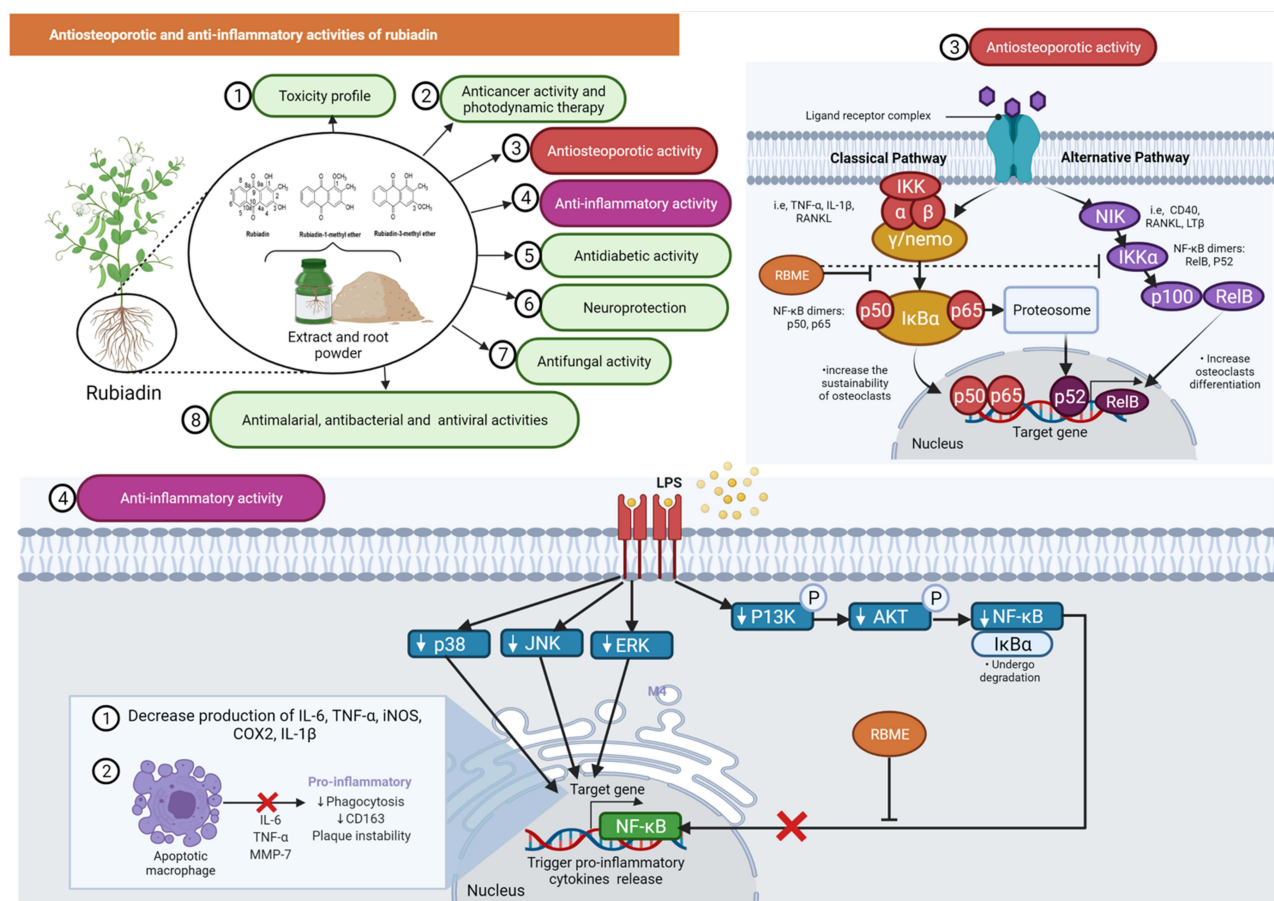 Antiosteoporotic and anti-inflammatory activities of rubiadin
1
Toxicity profile
2
Anticancer activity and
photodynamic therapy
3
Antiosteoporotic activity
4
Anti-inflammatory activity
5
Antidiabetic activity
6
Neuroprotection
7
Antifungal activity
8
Antimalarial, antibacterial and antiviral activities
Rubiadin
Rubiadin-1-methyl ether
Rubiadin-3-methyl ether
Extract and root
powder
Rubiadin
3
Antiosteoporotic activity
Ligand receptor complex
Classical Pathway
Alternative Pathway
i.e, TNF-α, IL-1β,
RANKL
IKK
α
β
γ/nemo
NIK
i.e, CD40,
RANKL, LTβ
IKKα
NF-κB dimers:
RelB, P52
p100
RelB
RBME
NF-κB dimers:
p50, p65
p50
IκBα
p65
Proteosome
•increase the
sustainability
of osteoclasts
• Increase
osteoclasts
differentiation
p50
p65
p52
RelB
Target gene
Nucleus
4
Anti-inflammatory activity
LPS
↓ p38
↓ JNK
↓ ERK
↓ P13K
P
↓ AKT
P
↓ NF-κB
IκBα
• Undergo
degradation
M4
RBME
1
Decrease production of IL-6, TNF-α, iNOS,
COX2, IL-1β
2
Apoptotic
macrophage
IL-6
TNF-α
MMP-7
Pro-inflammatory
↓Phagocytosis
↓CD163
Plaque instability
Target gene
NF-κB
Trigger pro-inflammatory
cytokines release
Nucleus